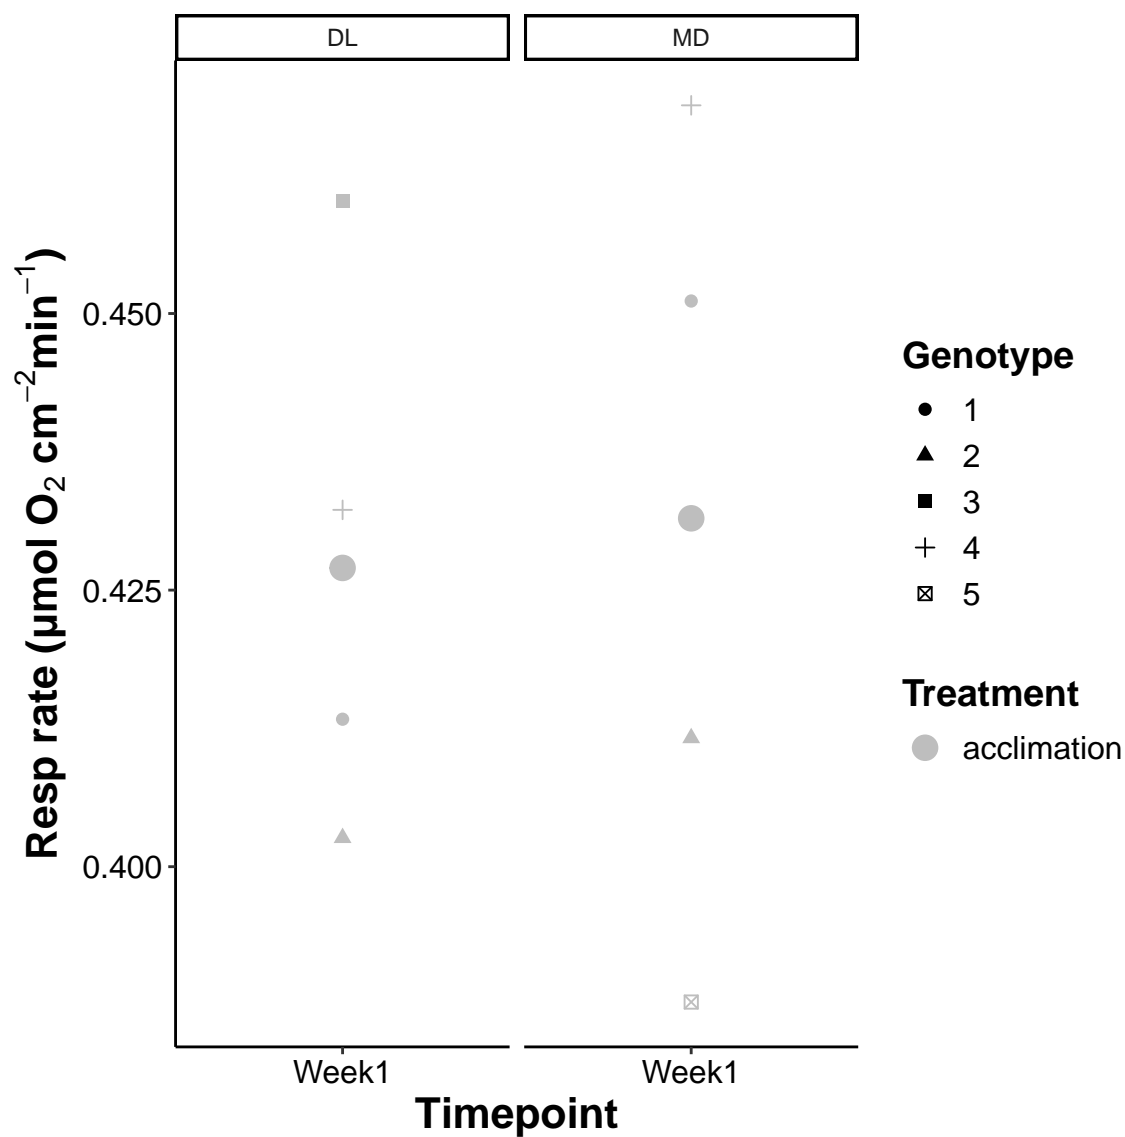 DL
MD
Resp rate (μmol O₂ cm⁻²min⁻¹)
0.450
0.425
0.400
Week1
Week1
Timepoint
Genotype
1
2
3
4
5
Treatment
acclimation